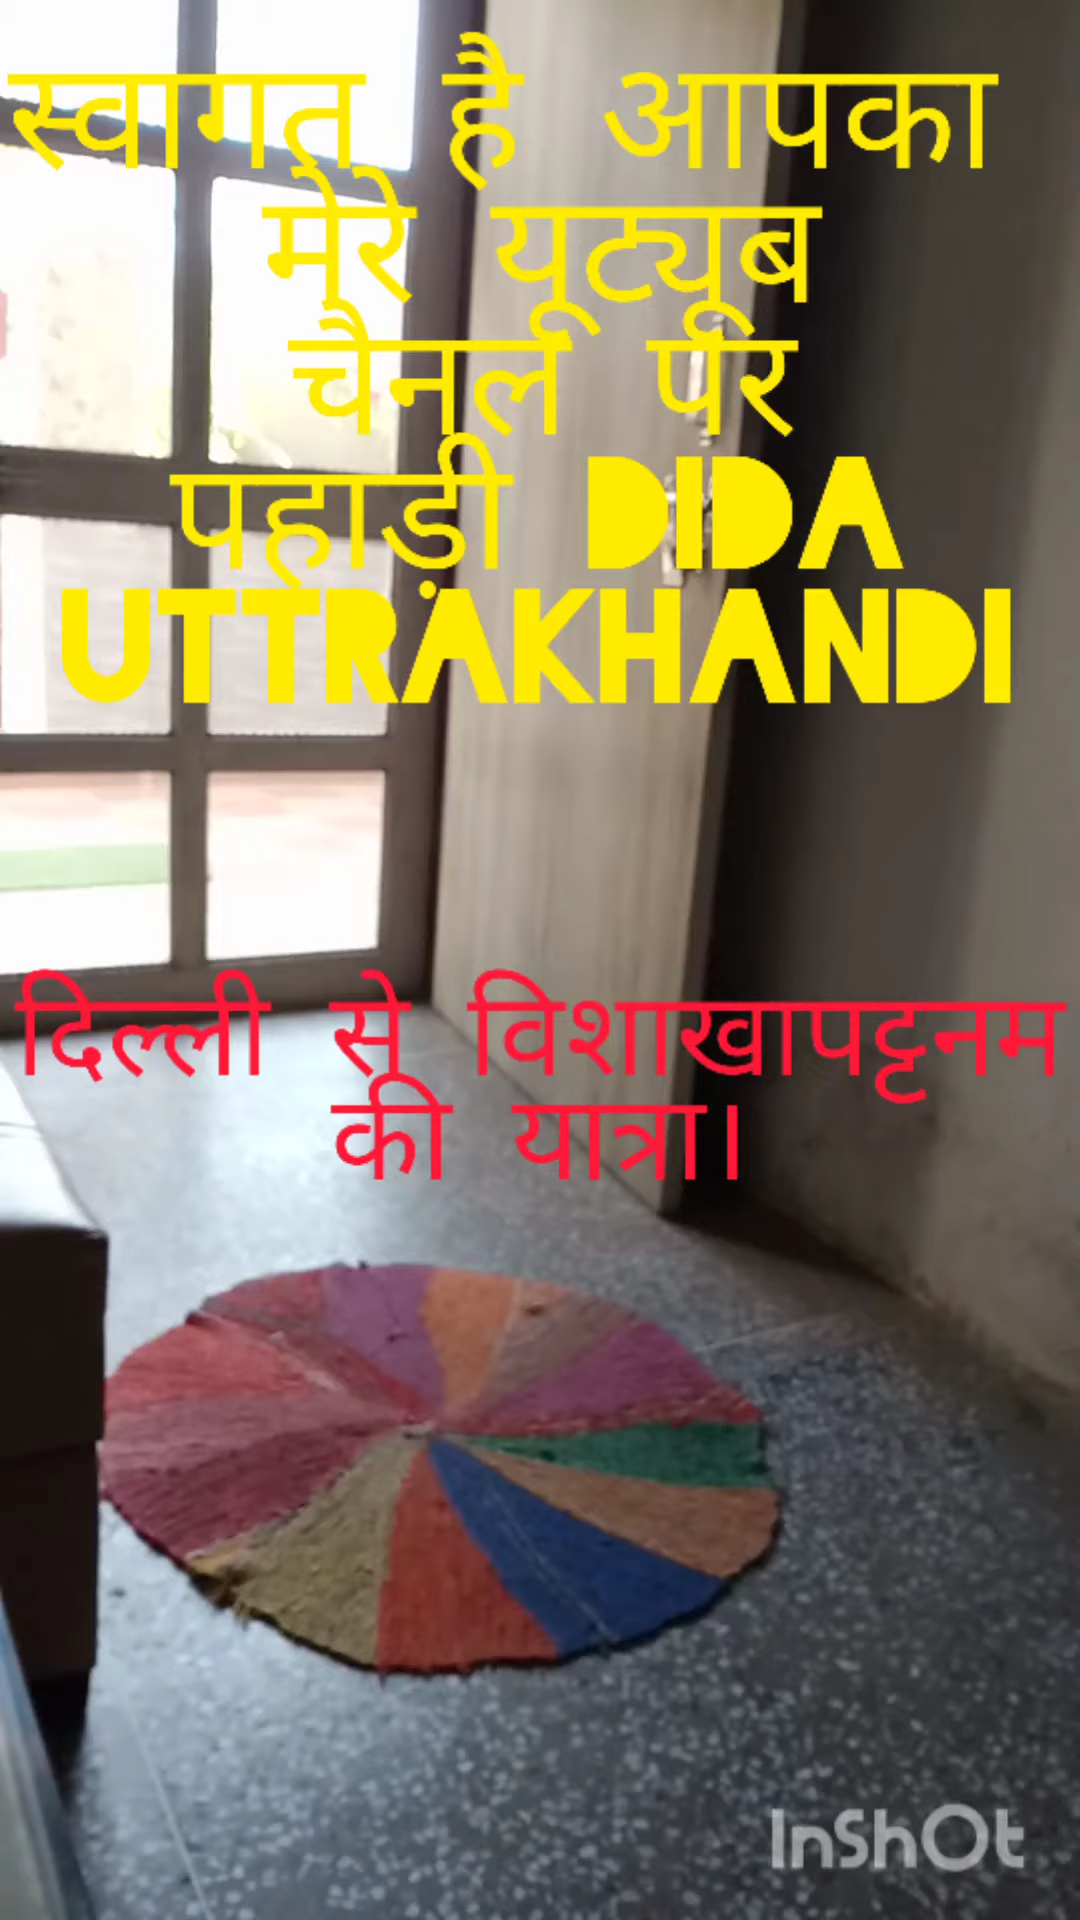 स्वागत है आपका
मेरे यूट्यूब
चैनल पर
पहाड़ी DIDA
UTTRAKHANDI
दिल्ली से विशाखापट्टनम
की यात्रा।
InShOt